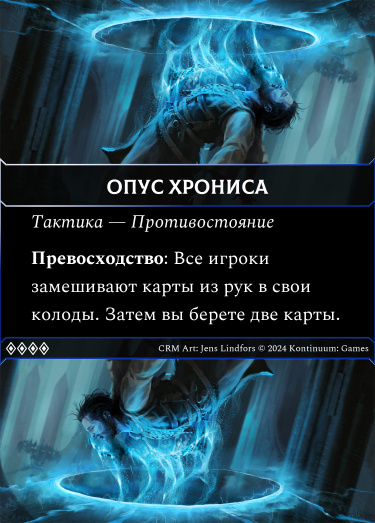 ОПУС ХРОНИСА
Тактика — Противостояние
Превосходство: Все игроки
замешивают карты из рук в свои
колоды. Затем вы берете две карты.
CRM Art: Jens Lindfors © 2024 Kontinuum: Games